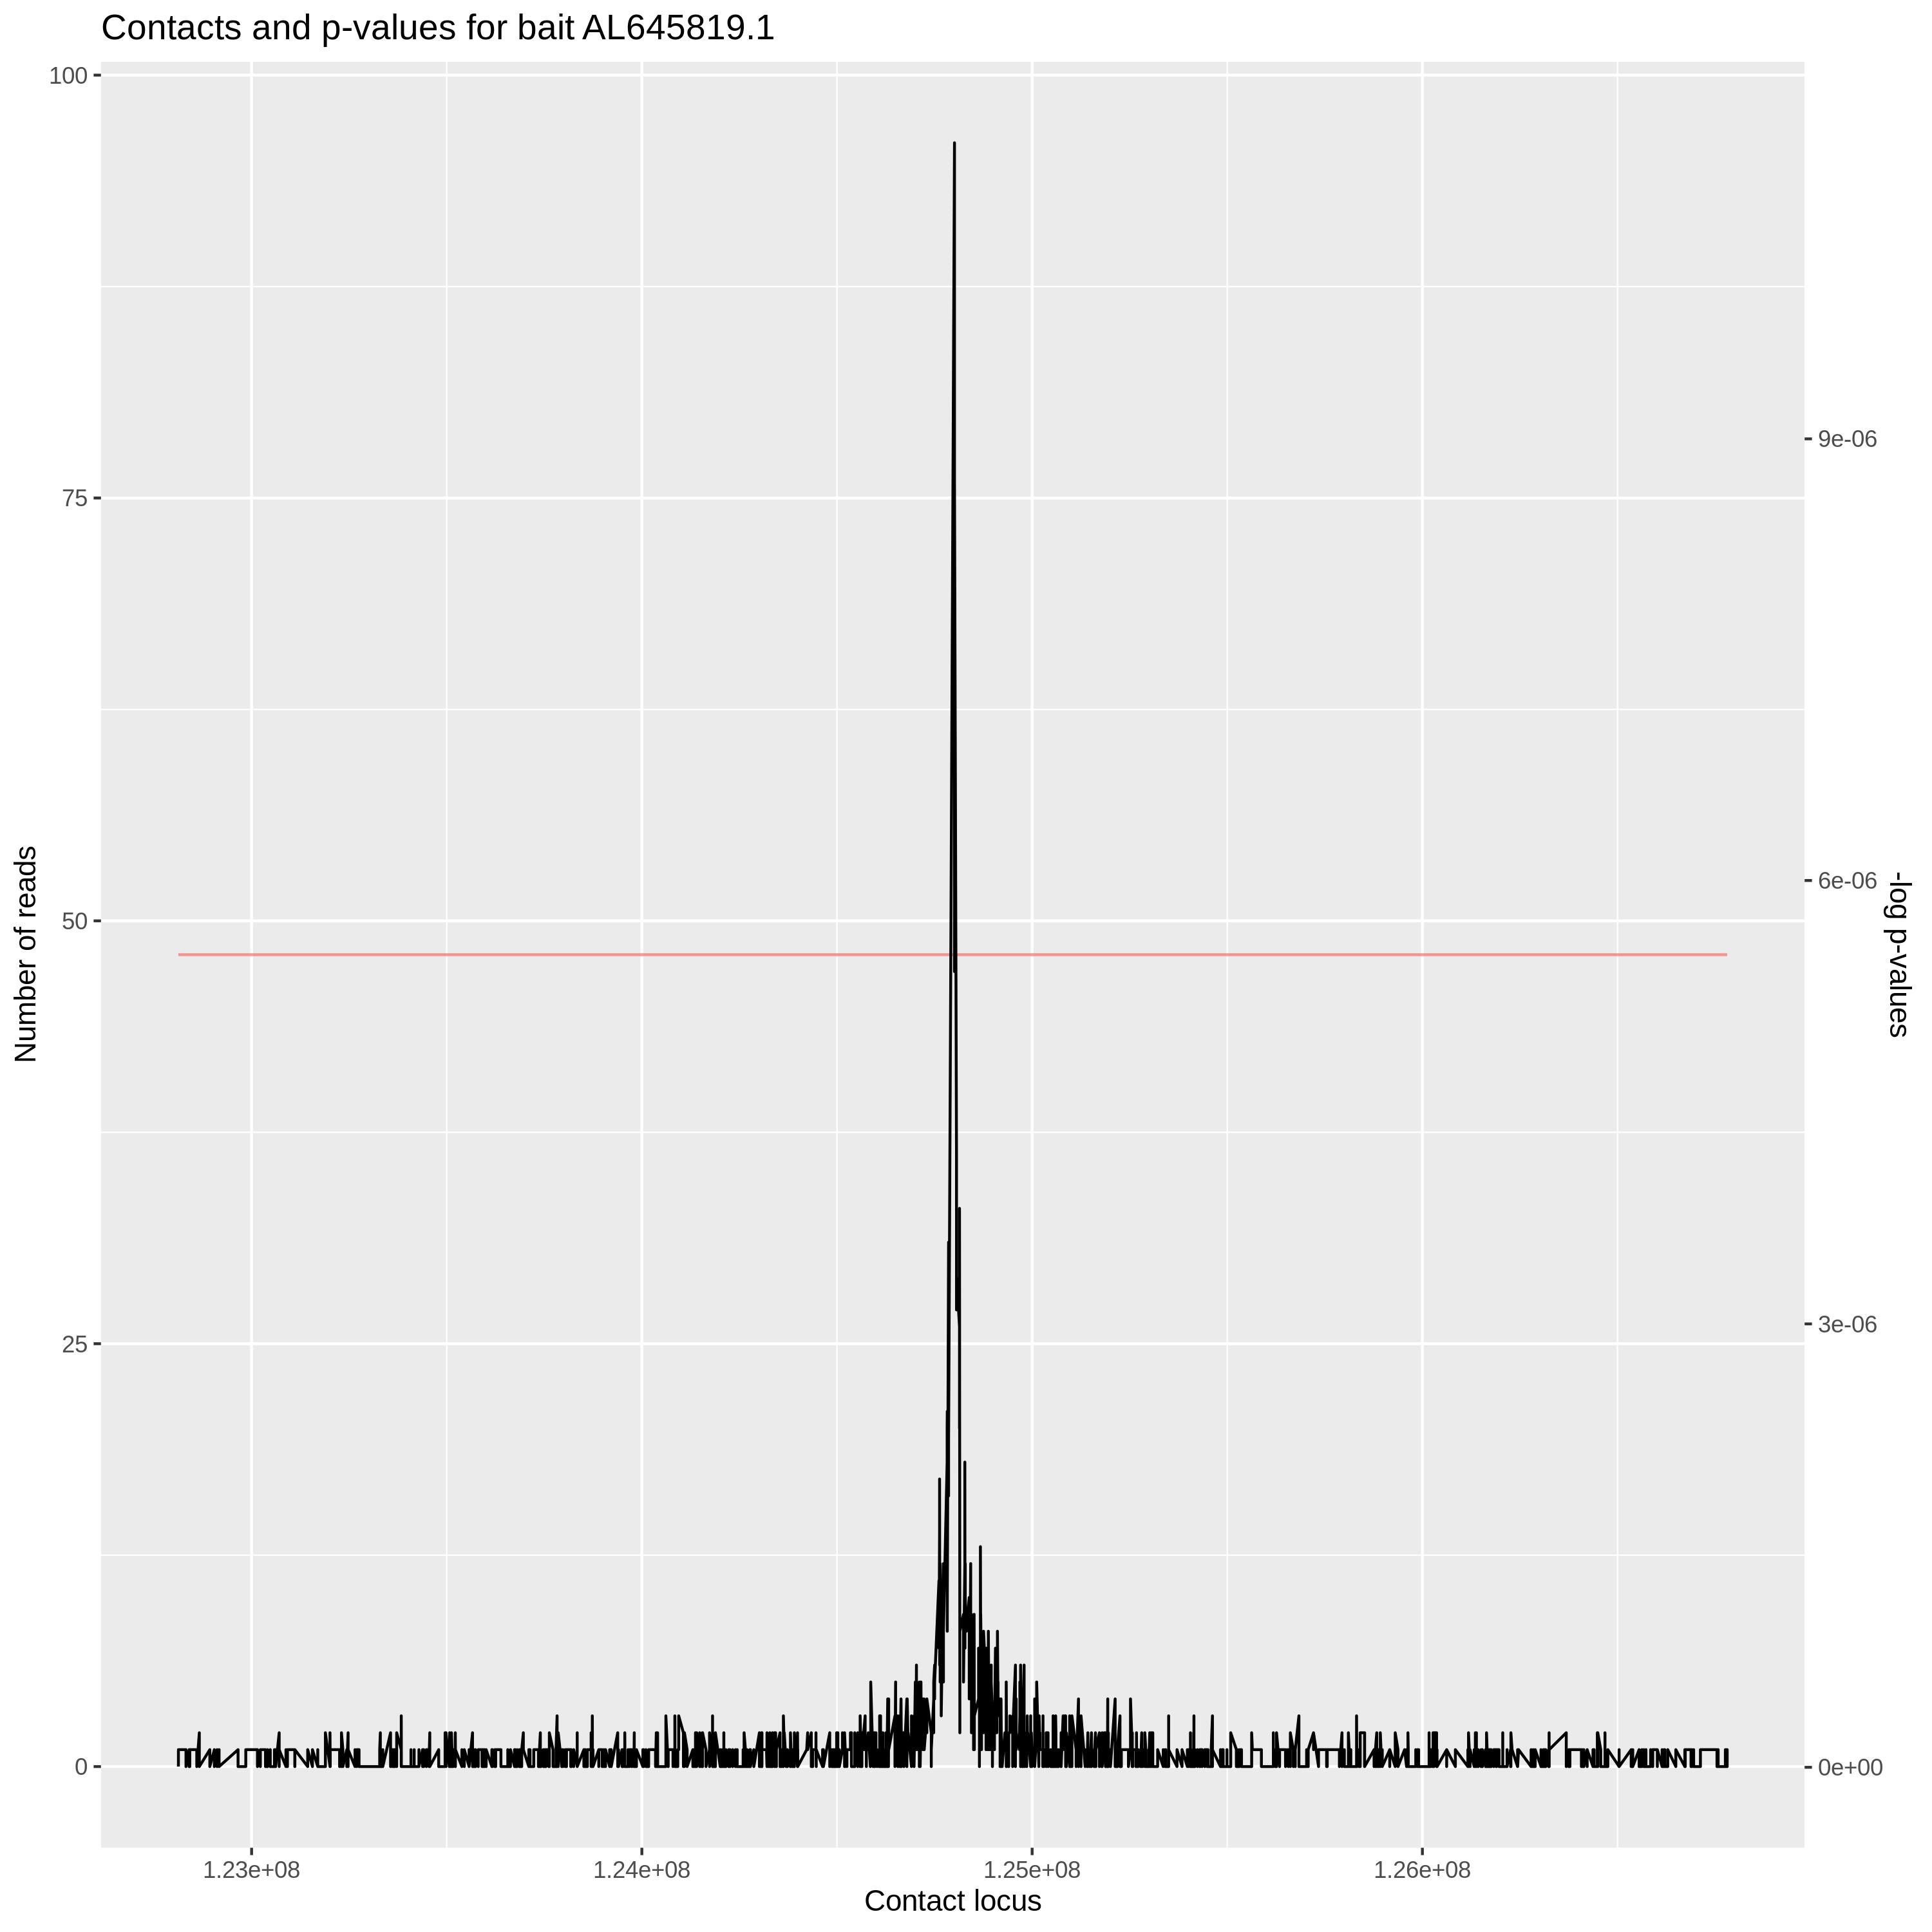 Contacts and p-values for bait AL645819.1
100
75
50
25
0
Number of reads
9e-06
6e-06
3e-06
0e+00
-log p-values
1.23e+08
1.24e+08
1.25e+08
1.26e+08
Contact locus